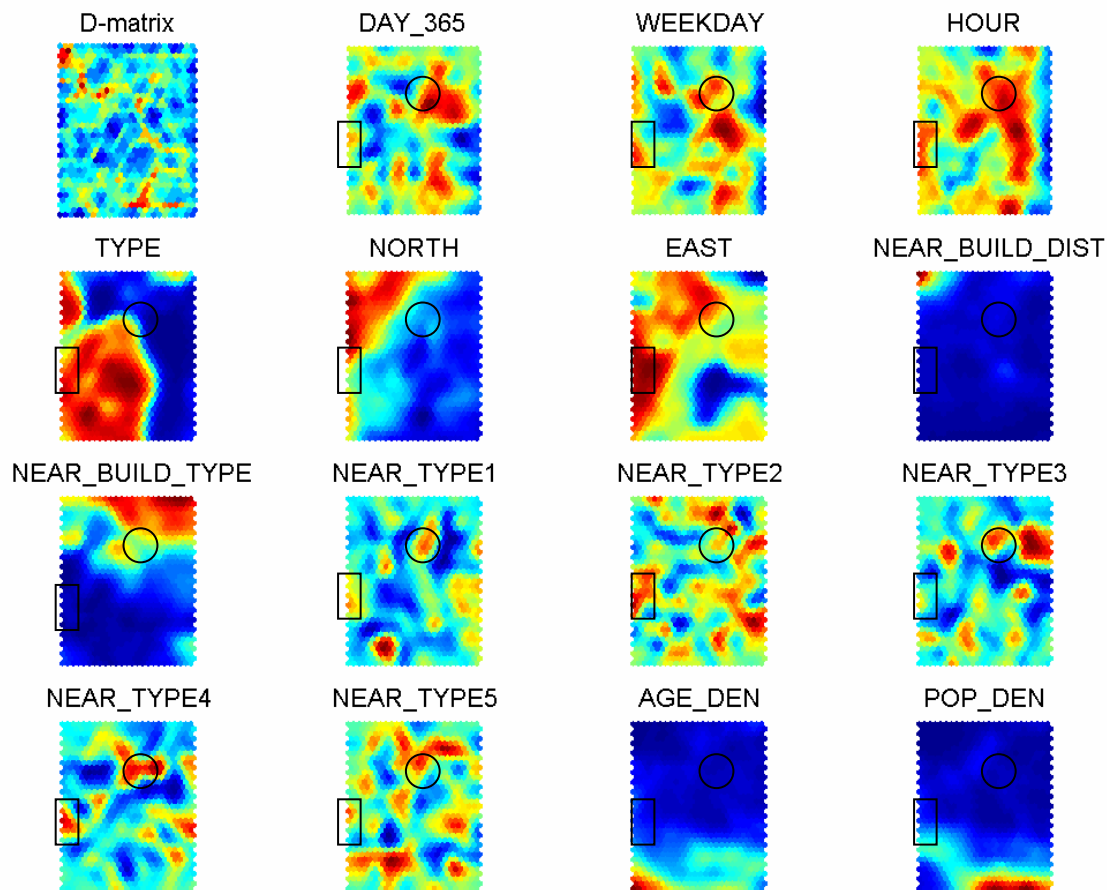 D-matrix DAY_365 WEEKDAY HOUR
TYPE NORTH EAST NEAR_BUILD_DIST
NEAR_BUILD_TYPE NEAR_TYPE1 NEAR_TYPE2 NEAR_TYPE3
NEAR_TYPE4 NEAR_TYPE5 AGE_DEN POP_DEN